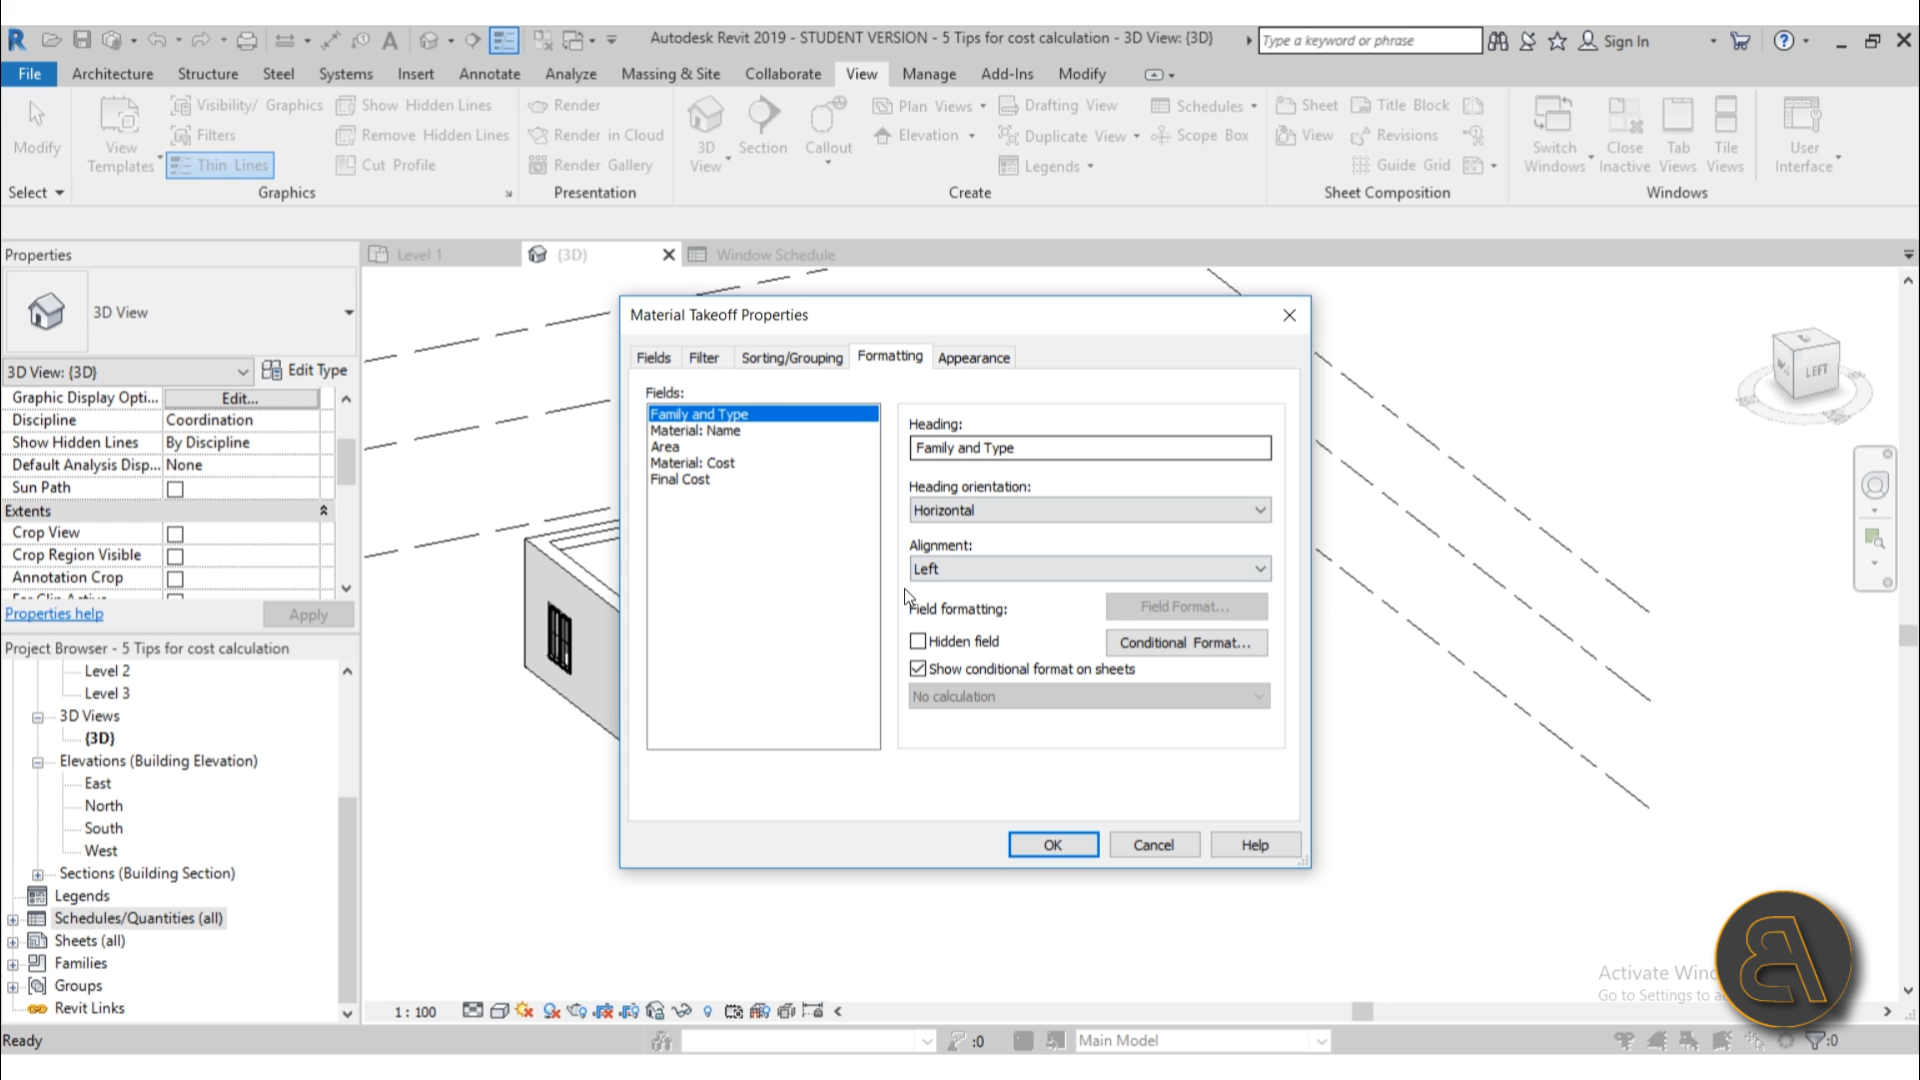 Autodesk Revit 2019 - STUDENT VERSION - 5 Tips for cost calculation - 3D View: {3D}
Type a keyword or phrase
Sign In
File Architecture Structure Steel Systems Insert Annotate Analyze Massing & Site Collaborate View Manage Add-Ins Modify
Modify
View Templates
Visibility/ Graphics
Filters
Thin Lines
Show Hidden Lines
Remove Hidden Lines
Cut Profile
Render
Render in Cloud
Render Gallery
3D View
Section
Callout
Plan Views
Elevation
Drafting View
Duplicate View
Legends
Schedules
Scope Box
Sheet
View
Title Block
Revisions
Guide Grid
Switch Windows
Close Inactive
Tab Views
Tile Views
User Interface
Select Graphics Presentation Create Sheet Composition Windows
Properties
Level 1
{3D}
Window Schedule
3D View
3D View: {3D}
Edit Type
Graphic Display Opti... Edit...
Discipline Coordination
Show Hidden Lines By Discipline
Default Analysis Disp... None
Sun Path
Extents
Crop View
Crop Region Visible
Annotation Crop
Properties help
Apply
Project Browser - 5 Tips for cost calculation
Level 2
Level 3
3D Views
{3D}
Elevations (Building Elevation)
East
North
South
West
Sections (Building Section)
Legends
Schedules/Quantities (all)
Sheets (all)
Families
Groups
Revit Links
Material Takeoff Properties
Fields Filter Sorting/Grouping Formatting Appearance
Fields:
Family and Type
Material: Name
Area
Material: Cost
Final Cost
Heading:
Family and Type
Heading orientation:
Horizontal
Alignment:
Left
Field formatting:
Field Format...
Hidden field
Conditional Format...
Show conditional format on sheets
No calculation
OK Cancel Help
LEFT
Go to Settings to
1 : 100
Ready
:0
Main Model
:0